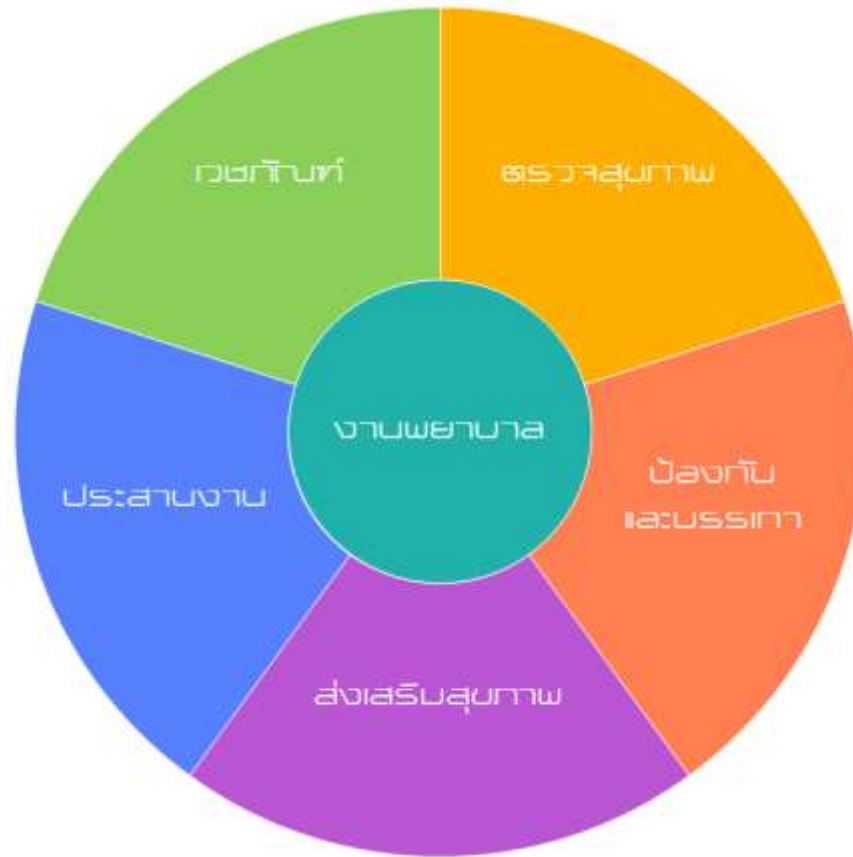 เวชภัณฑ์
ตรวจสุขภาพ
งานพยาบาล
ป้องกัน
และบรรเทา
ประสานงาน
ส่งเสริมสุขภาพ